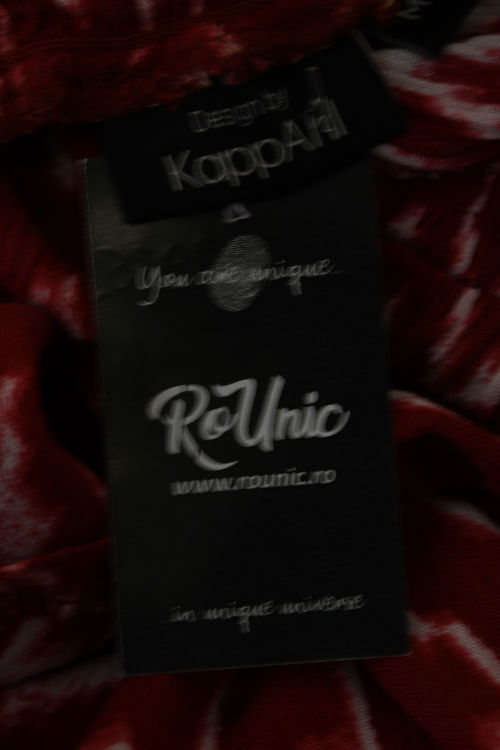 Design by
KappAhl
You are unique...
RoUnic
www.rounic.ro
in unique universe